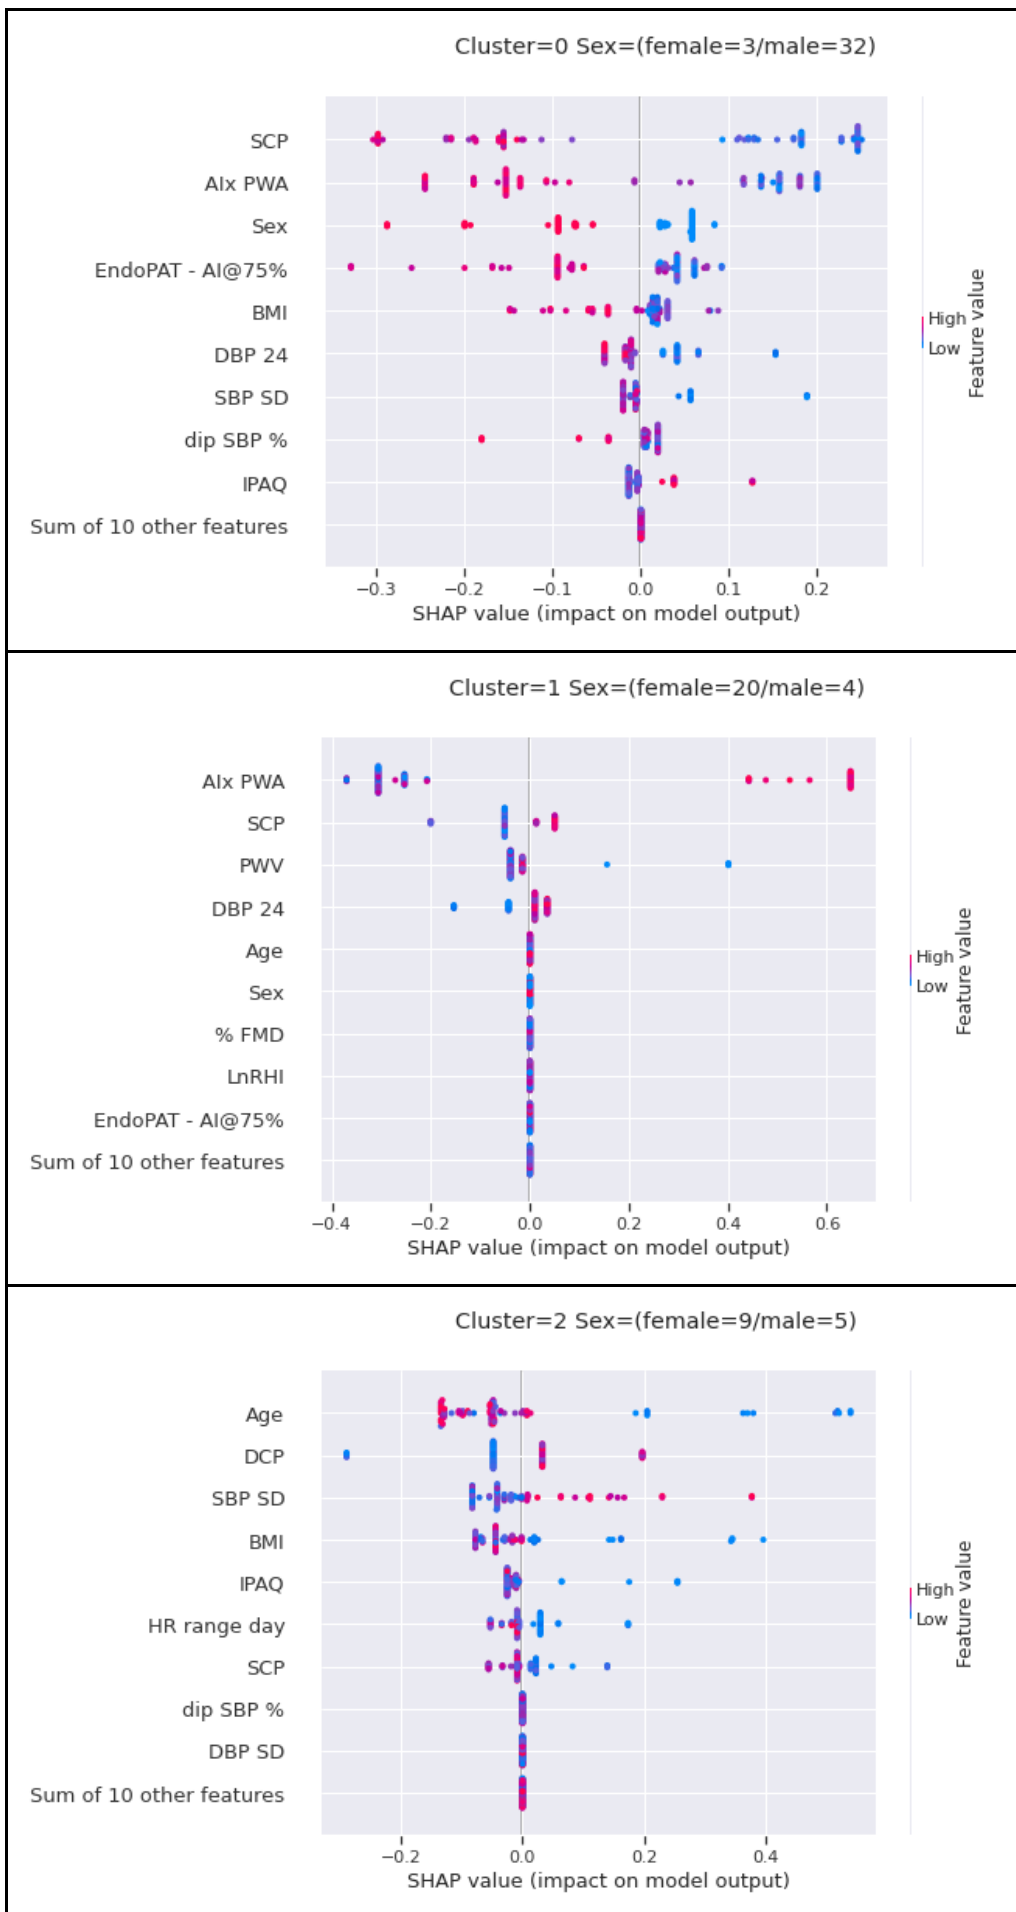 Cluster=0 Sex=(female=3/male=32)
SCP
AIx PWA
Sex
EndoPAT - AI@75%
BMI
DBP 24
SBP SD
dip SBP %
IPAQ
Sum of 10 other features
High
Low
Feature value
−0.3 −0.2 −0.1 0.0 0.1 0.2
SHAP value (impact on model output)
Cluster=1 Sex=(female=20/male=4)
AIx PWA
SCP
PWV
DBP 24
Age
Sex
% FMD
LnRHI
EndoPAT - AI@75%
Sum of 10 other features
High
Low
Feature value
−0.4 −0.2 0.0 0.2 0.4 0.6
SHAP value (impact on model output)
Cluster=2 Sex=(female=9/male=5)
Age
DCP
SBP SD
BMI
IPAQ
HR range day
SCP
dip SBP %
DBP SD
Sum of 10 other features
High
Low
Feature value
−0.2 0.0 0.2 0.4
SHAP value (impact on model output)